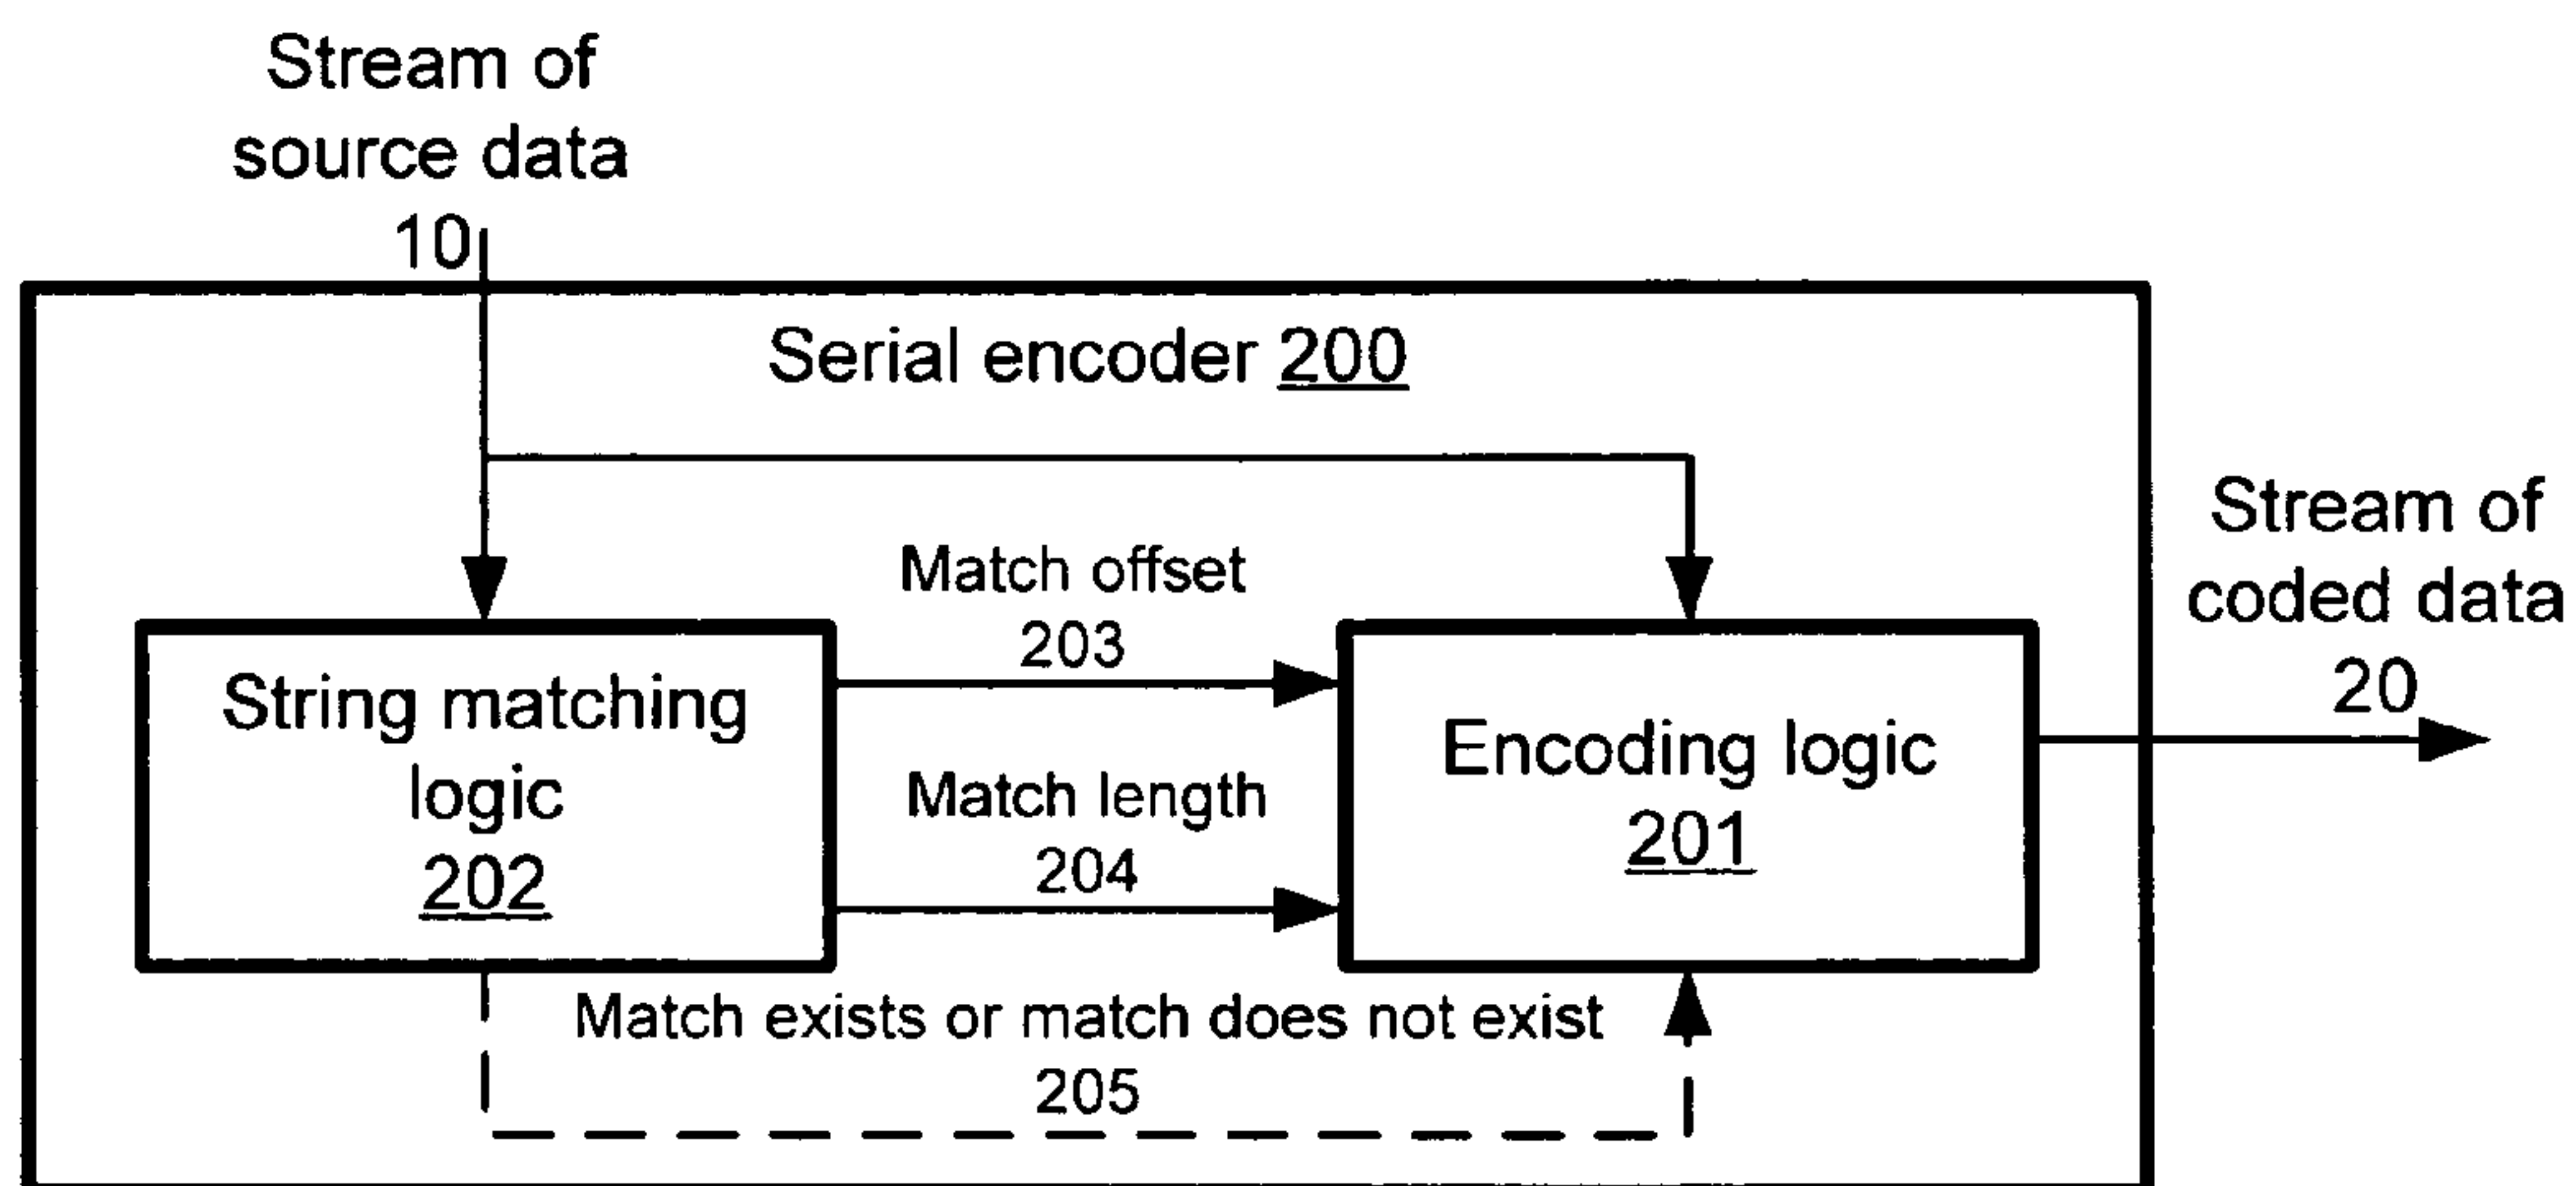 Stream of
source data
10
Serial encoder 200
Match offset
203
String matching
logic
202
Match length
204
Encoding logic
201
Stream of
coded data
20
Match exists or match does not exist
205